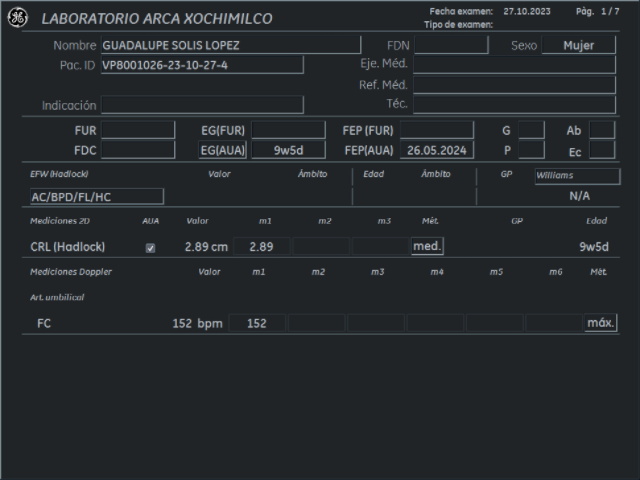 LABORATORIO ARCA XOCHIMILCO Fecha examen: 27.10.2023 Pàg. 1 / 7
Tipo de examen:
Nombre GUADALUPE SOLIS LOPEZ FDN Sexo Mujer
Pac. ID VPB001026-23-10-27-4 Eje. Méd.
Ref. Méd.
Indicación Téc.
FUR EG(FUR) FEP (FUR) G Ab
FDC EG(AUA) 9w5d FEP(AUA) 26.05.2024 P Ec
EFW (Hadlock) Valor Ámbito Edad Ámbito GP Williams
AC/BPD/FL/HC N/A
Mediciones 2D AUA Valor m1 m2 m3 Mét. GP Edad
CRL (Hadlock) 2.89 cm 2.89 med. 9w5d
Mediciones Doppler Valor m1 m2 m3 m4 m5 m6 Mét.
Art. umbilical
FC 152 bpm 152 máx.